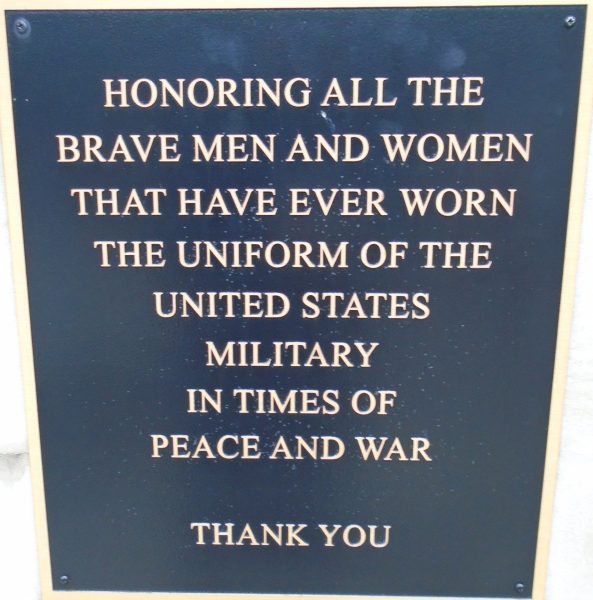 HONORING ALL THE
BRAVE MEN AND WOMEN
THAT HAVE EVER WORN
THE UNIFORM OF THE
UNITED STATES
MILITARY
IN TIMES OF
PEACE AND WAR
THANK YOU